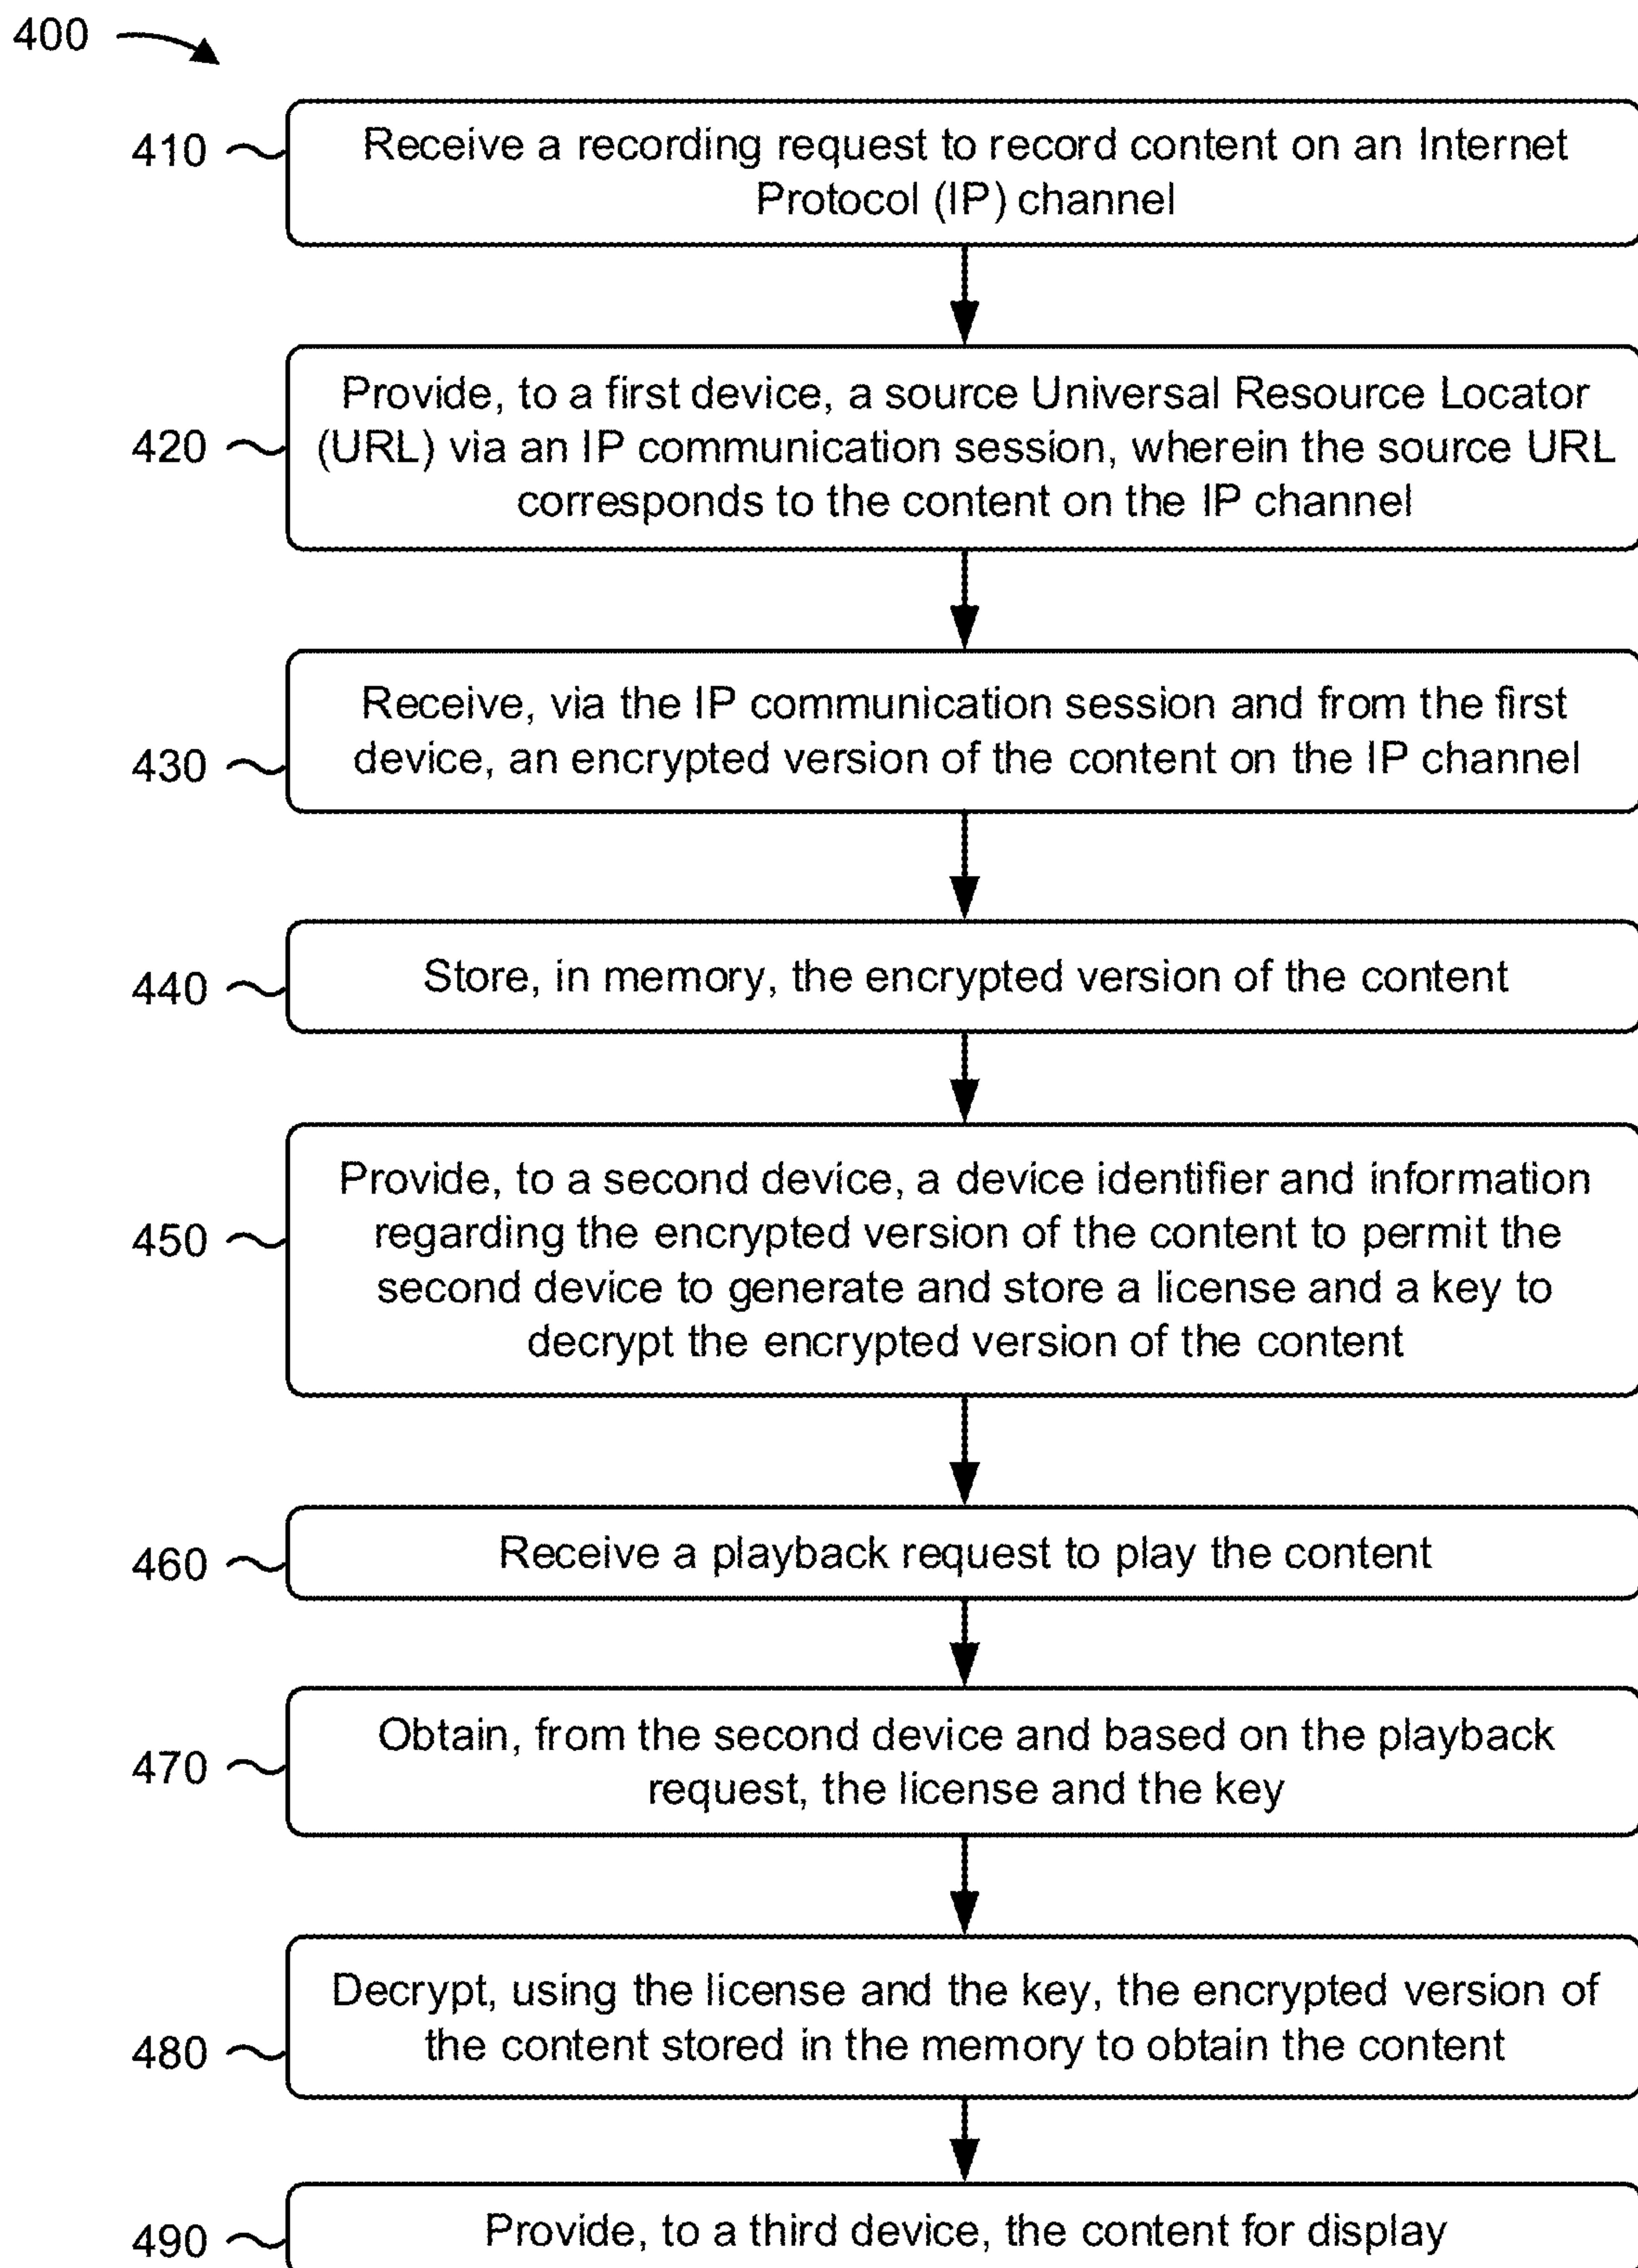 400
410
Receive a recording request to record content on an Internet
Protocol (IP) channel
420
Provide, to a first device, a source Universal Resource Locator
(URL) via an IP communication session, wherein the source URL
corresponds to the content on the IP channel
430
Receive, via the IP communication session and from the first
device, an encrypted version of the content on the IP channel
440
Store, in memory, the encrypted version of the content
450
Provide, to a second device, a device identifier and information
regarding the encrypted version of the content to permit the
second device to generate and store a license and a key to
decrypt the encrypted version of the content
460
Receive a playback request to play the content
470
Obtain, from the second device and based on the playback
request, the license and the key
480
Decrypt, using the license and the key, the encrypted version of
the content stored in the memory to obtain the content
490
Provide, to a third device, the content for display